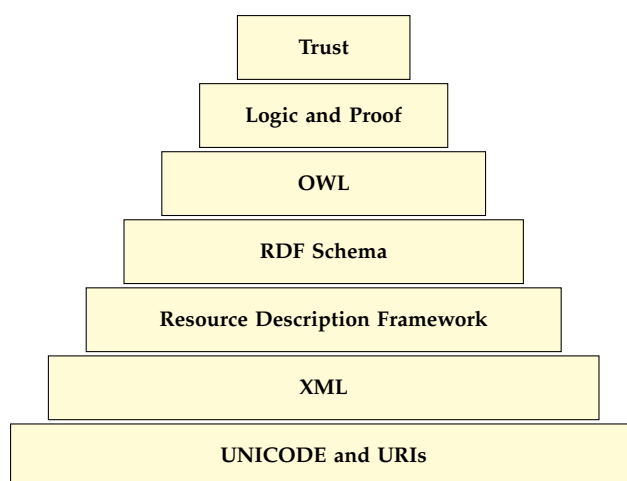 Trust
Logic and Proof
OWL
RDF Schema
Resource Description Framework
XML
UNICODE and URIs